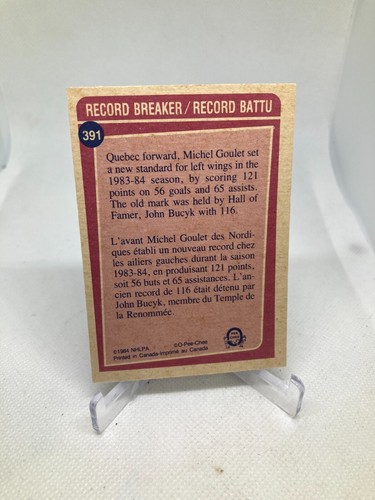 RECORD BREAKER / RECORD BATTU
391
Quebec forward, Michel Goulet set
a new standard for left wings in the
1983-84 season, by scoring 121
points on 56 goals and 65 assists.
The old mark was held by Hall of
Famer, John Bucyk with 116.
L'avant Michel Goulet des Nordi-
ques établi un nouveau record chez
les ailiers gauches durant la saison
1983-84, en produisant 121 points,
soit 56 buts et 65 assistances. L'an-
cien record de 116 était détenu par
John Bucyk, membre du Temple de
la Renommée.
©1984 NHLPA ©O-Pee-Chee
Printed in Canada-Imprimé au Canada